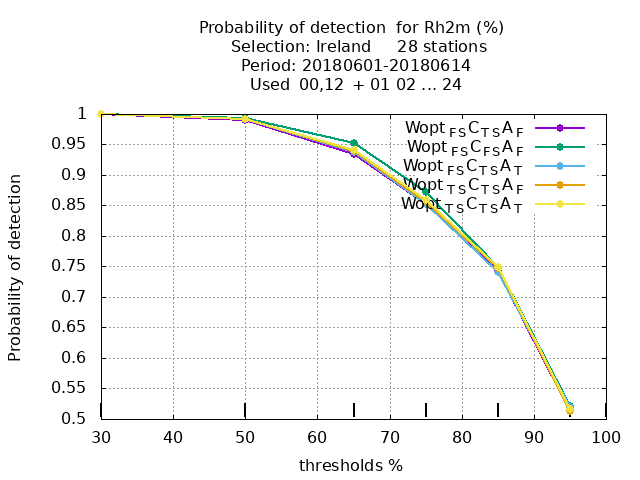 Probability of detection for Rh2m (%)
Selection: Ireland 28 stations
Period: 20180601-20180614
Used 00,12 + 01 02 ... 24
Probability of detection
1
0.95
0.9
0.85
0.8
0.75
0.7
0.65
0.6
0.55
0.5
Wopt FS C TS A F
Wopt FS C FS A F
Wopt FS C TS A T
Wopt TS C TS A F
Wopt TS C TS A T
30 40 50 60 70 80 90 100
thresholds %